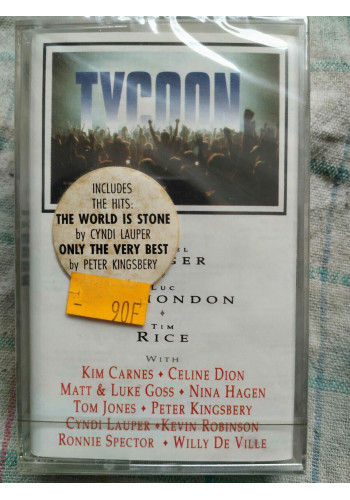 TYCOON
INCLUDES
THE HITS:
THE WORLD IS STONE
by CYNDI LAUPER
ONLY THE VERY BEST
by PETER KINGSBERY
90F
LUC
TIM
RICE
WITH
KIM CARNES • CELINE DION
MATT & LUKE GOSS • NINA HAGEN
TOM JONES • PETER KINGSBERY
CYNDI LAUPER • KEVIN ROBINSON
RONNIE SPECTOR • WILLY DE VILLE